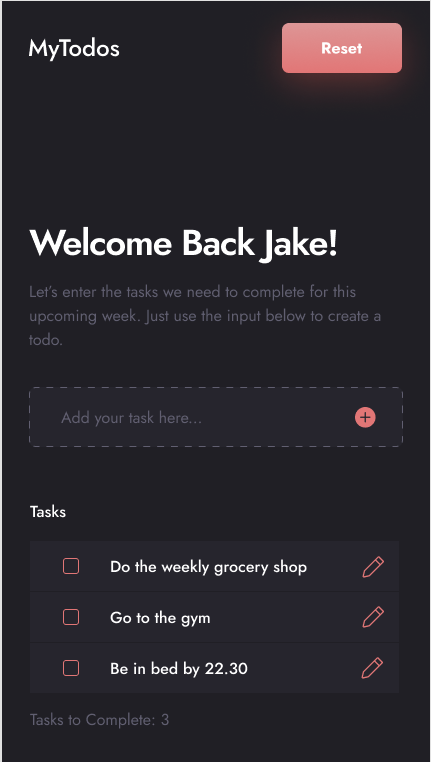 MyTodos
Reset
Welcome Back Jake!
Let's enter the tasks we need to complete for this
upcoming week. Just use the input below to create a
todo.
Add your task here...
Tasks
Do the weekly grocery shop
Go to the gym
Be in bed by 22.30
Tasks to Complete: 3